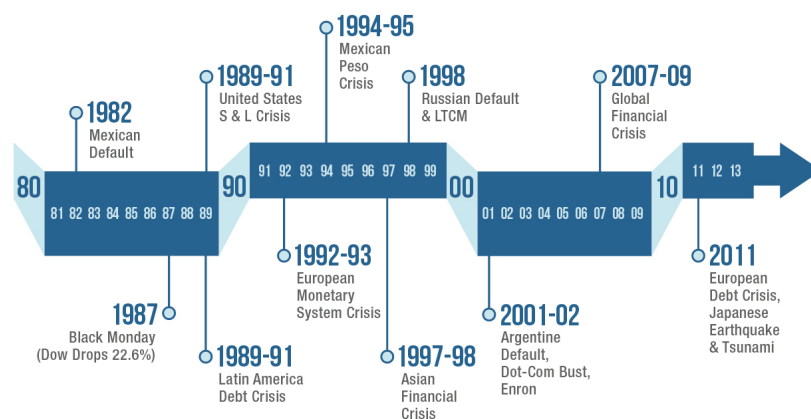 1994-95
Mexican
Peso
Crisis
1989-91
United States
S & L Crisis
1998
Russian Default
& LTCM
2007-09
Global
Financial
Crisis
1982
Mexican
Default
80
81 82 83 84 85 86 87 88 89
90
91 92 93 94 95 96 97 98 99
00
01 02 03 04 05 06 07 08 09
10
11 12 13
1987
Black Monday
(Dow Drops 22.6%)
1989-91
Latin America
Debt Crisis
1992-93
European
Monetary
System Crisis
1997-98
Asian
Financial
Crisis
2001-02
Argentine
Default,
Dot-Com Bust,
Enron
2011
European
Debt Crisis,
Japanese
Earthquake
& Tsunami